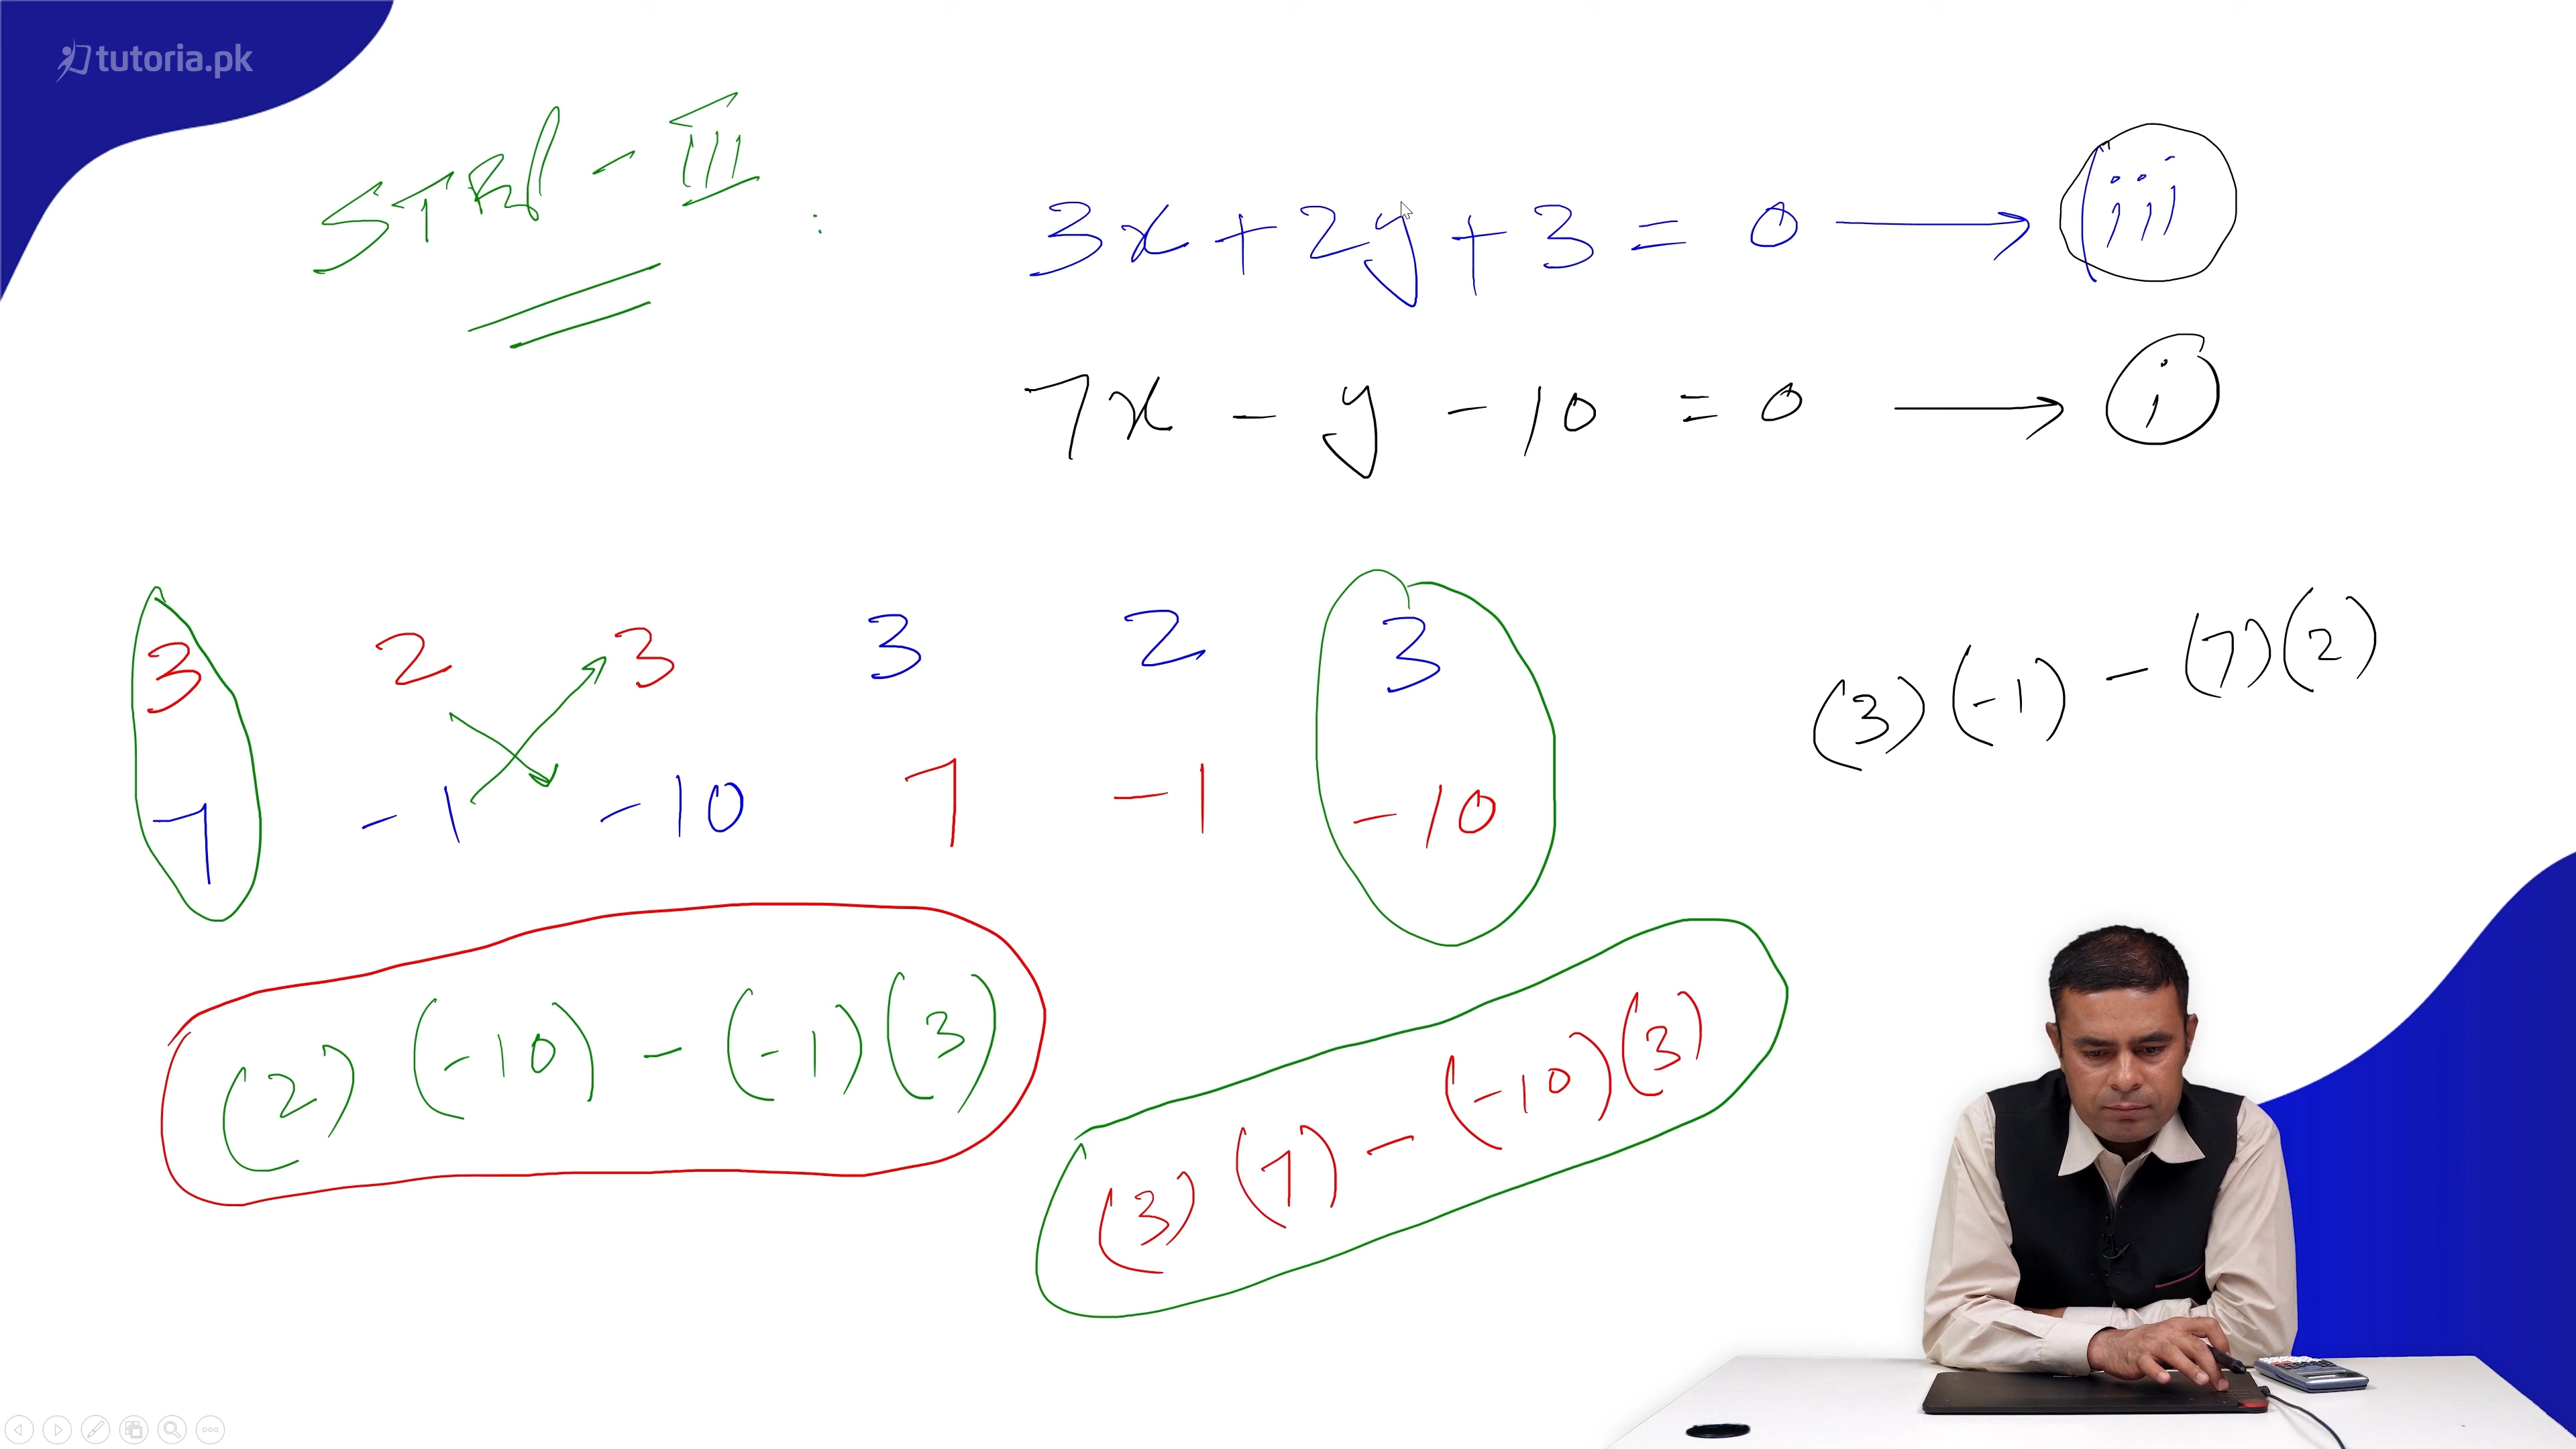 tutoria.pk
STEP - III :
3x + 2y + 3 = 0 → (iii
7x - y - 10 = 0 → i
3 2 3 3 2 3
7 -1 -10 7 -1 -10
(3)(-1) - (7)(2)
(2)(-10) - (-1)(3)
(3)(7) - (-10)(3)